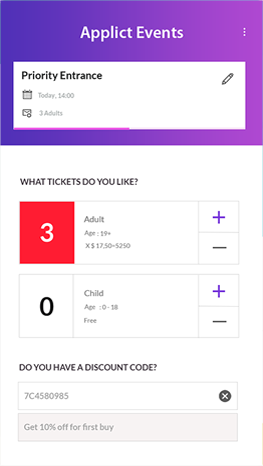 Applict Events
Priority Entrance
Today, 14:00
3 Adults
WHAT TICKETS DO YOU LIKE?
3
Adult
Age : 19+
X $ 17,50=5250
0
Child
Age : 0 - 18
Free
DO YOU HAVE A DISCOUNT CODE?
7C4580985
Get 10% off for first buy